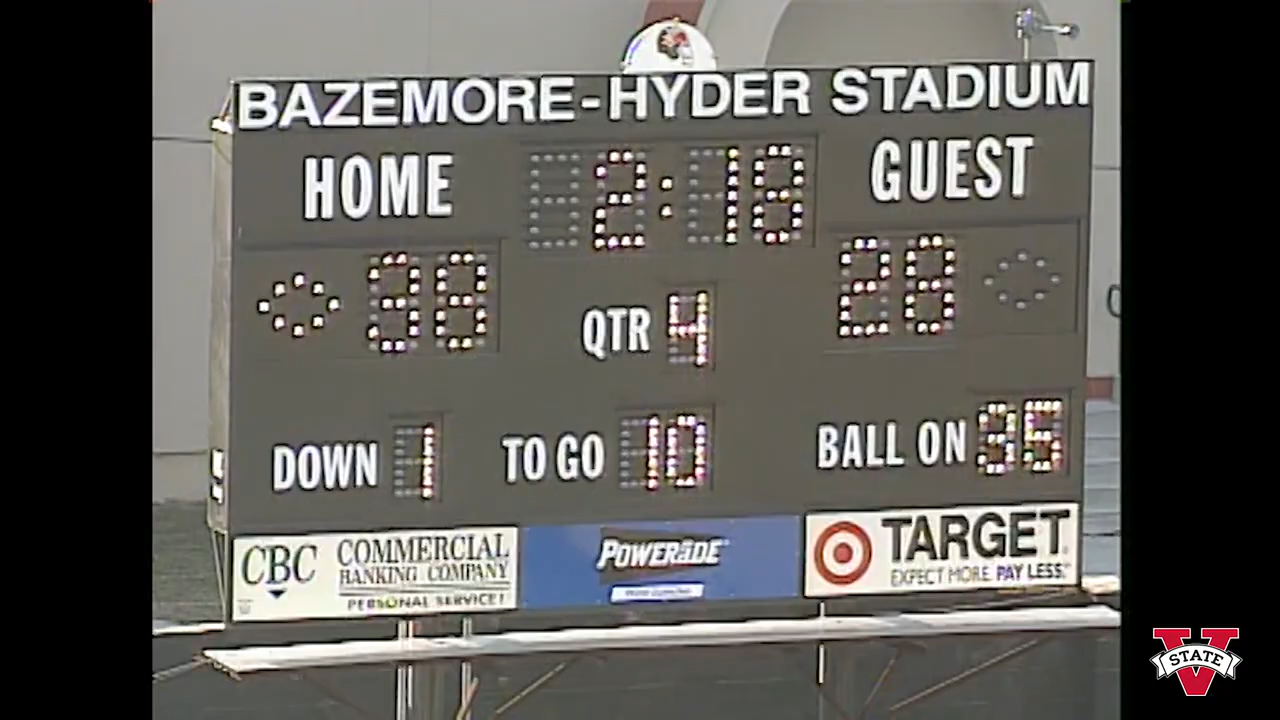 BAZEMORE-HYDER STADIUM
HOME 2:18 GUEST
38 28
QTR 4
DOWN 1 TO GO 10 BALL ON 35
CBC COMMERCIAL BANKING COMPANY
PERSONAL SERVICE!
POWERADE
TARGET
EXPECT MORE. PAY LESS.
V STATE